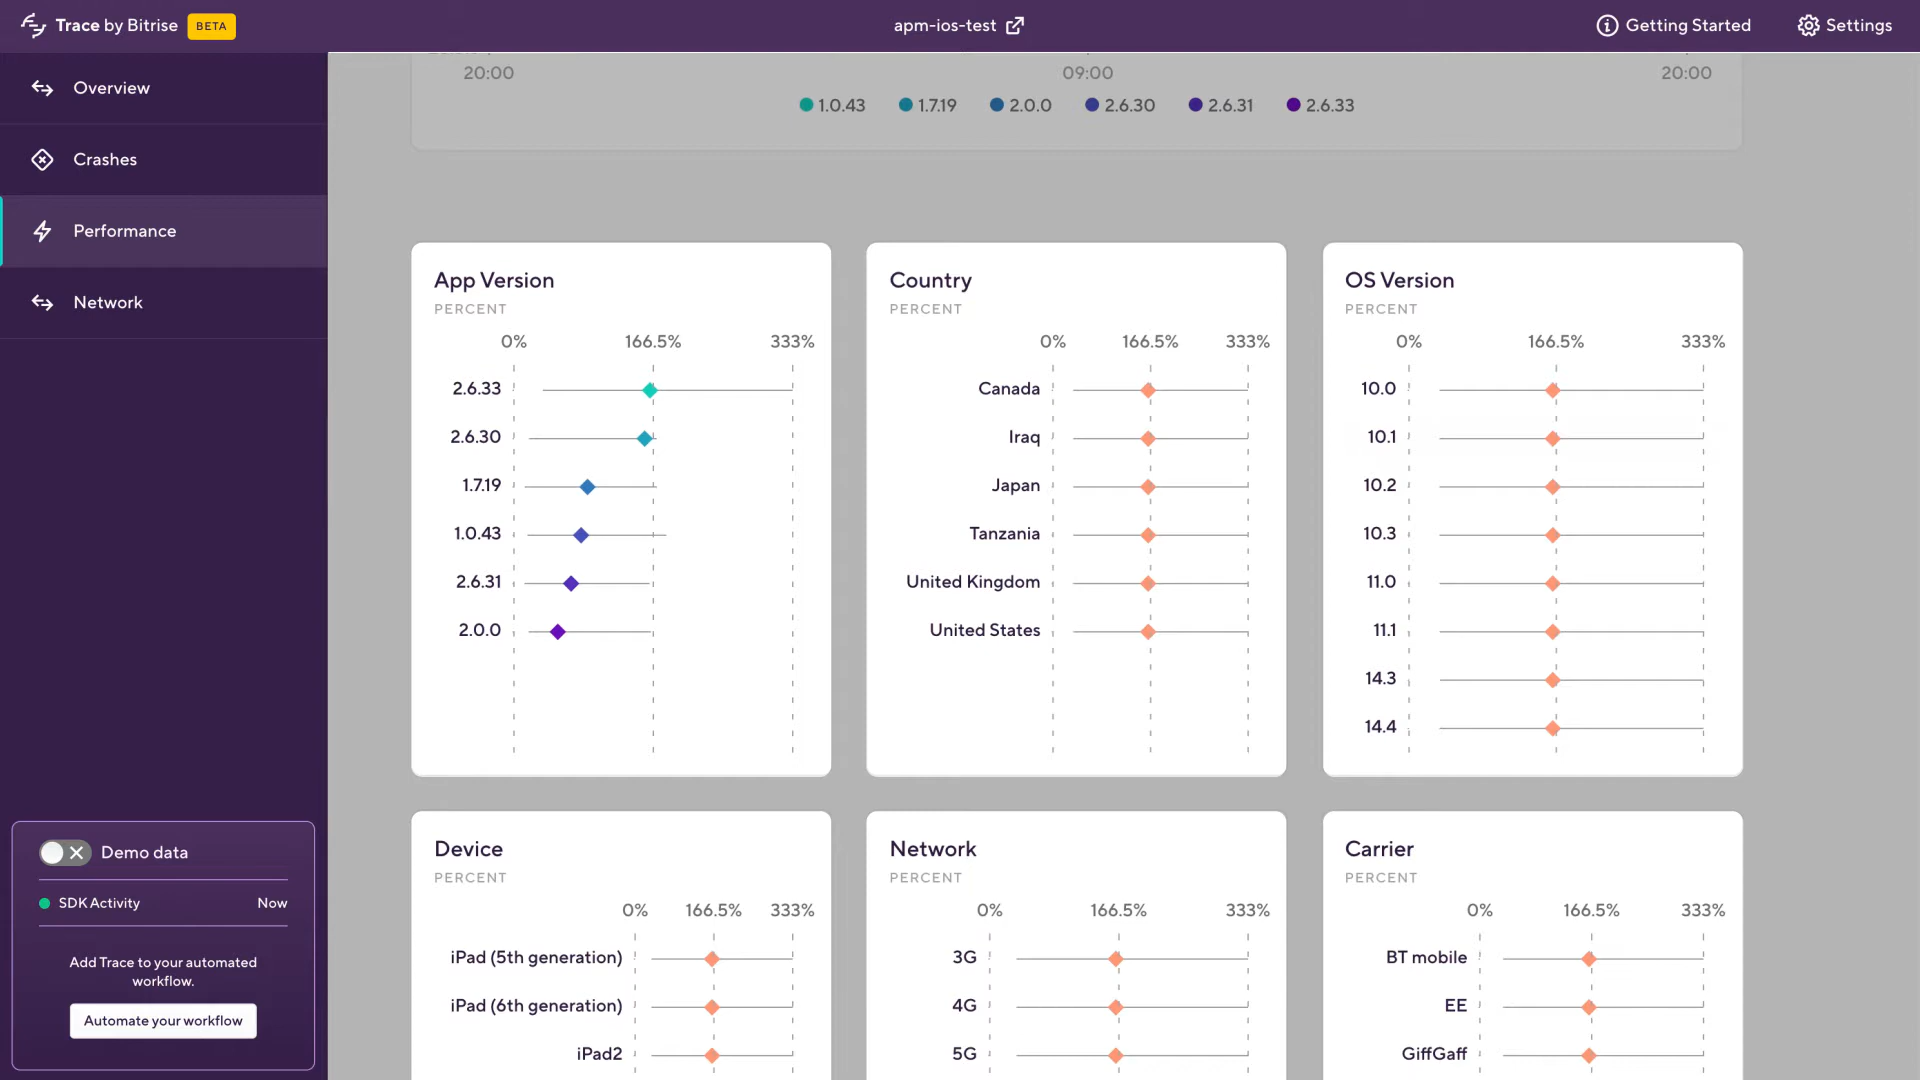 Trace by Bitrise BETA
apm-ios-test
Getting Started
Settings
Overview
Crashes
Performance
Network
Demo data
SDK Activity Now
Add Trace to your automated
workflow.
Automate your workflow
20:00 09:00 20:00
1.0.43 1.7.19 2.0.0 2.6.30 2.6.31 2.6.33
App Version
PERCENT
0% 166.5% 333%
2.6.33
2.6.30
1.7.19
1.0.43
2.6.31
2.0.0
Country
PERCENT
0% 166.5% 333%
Canada
Iraq
Japan
Tanzania
United Kingdom
United States
OS Version
PERCENT
0% 166.5% 333%
10.0
10.1
10.2
10.3
11.0
11.1
14.3
14.4
Device
PERCENT
0% 166.5% 333%
iPad (5th generation)
iPad (6th generation)
iPad2
Network
PERCENT
0% 166.5% 333%
3G
4G
5G
Carrier
PERCENT
0% 166.5% 333%
BT mobile
EE
GiffGaff